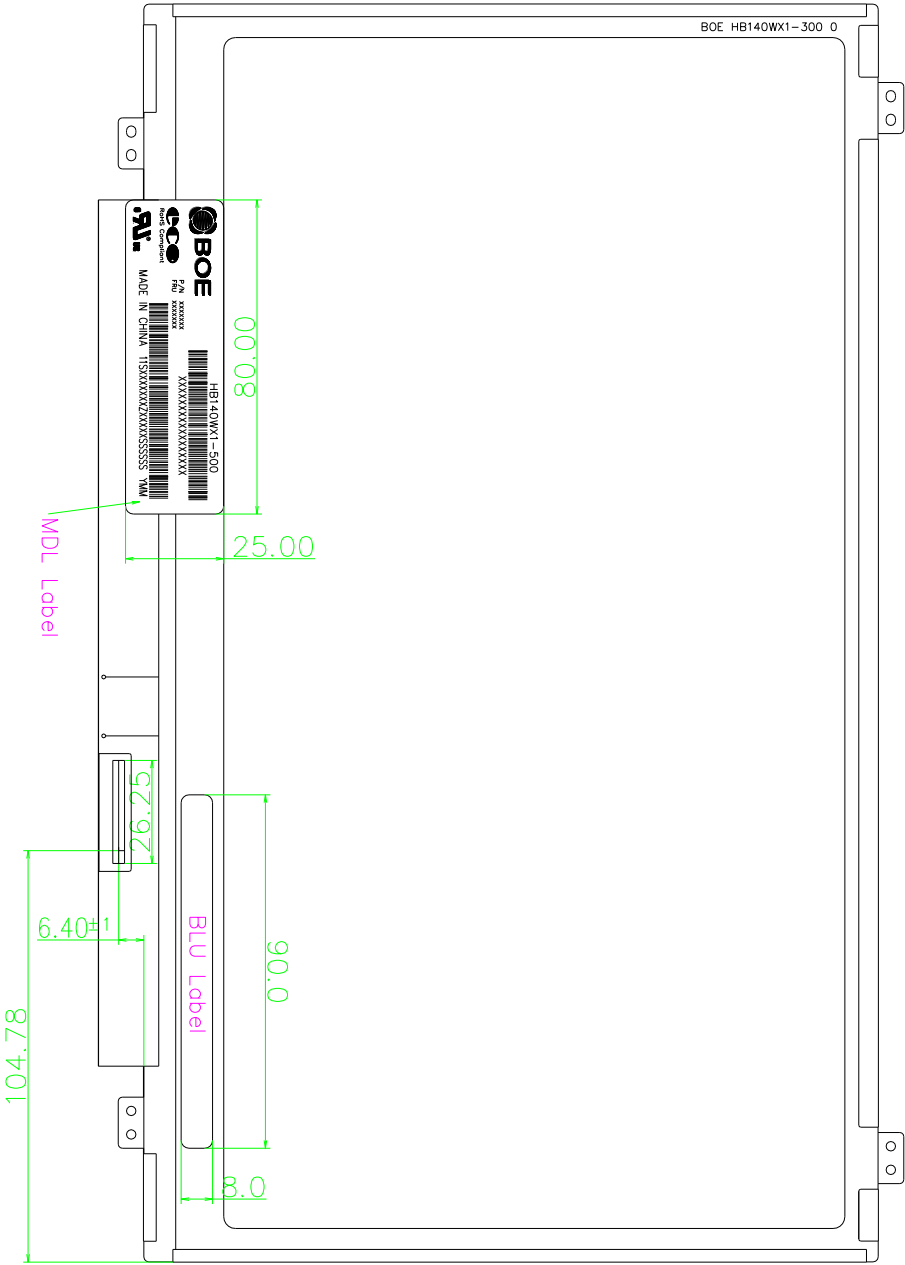 BOE HB140WX1-300 0
BOE
HB140WX1-500
XXXXXXXXXXXXXXXXXX
P/N XXXXXXX
FRU XXXXXXX
RoHS Compliant
MADE IN CHINA 11SXXXXXXXZXXXXXSSSSSS YMM
80.00
25.00
MDL Label
26.25
6.40±1
BLU Label
90.0
104.78
8.0